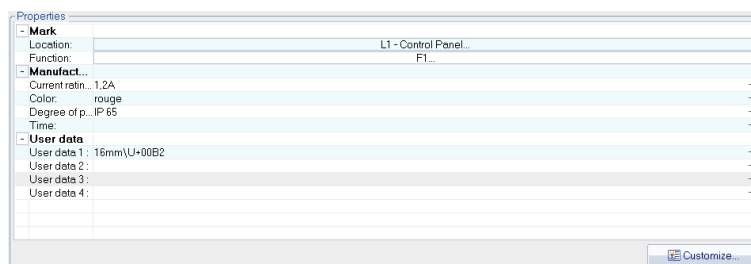 Properties
- Mark
Location: L1 - Control Panel...
Function: F1...
- Manufact...
Current ratin... 1,2A
Color: rouge
Degree of p... IP 65
Time:
- User data
User data 1 : 16mm\U+00B2
User data 2 :
User data 3 :
User data 4 :
Customize...